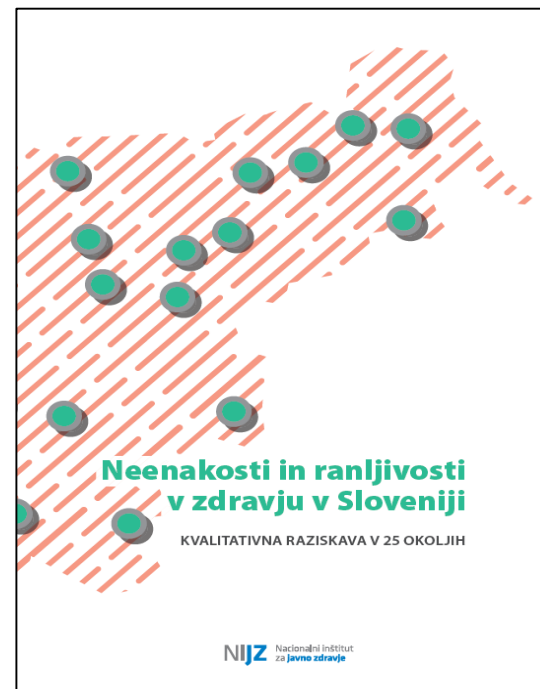 Neenakosti in ranljivosti
v zdravju v Sloveniji
KVALITATIVNA RAZISKAVA V 25 OKOLJIH
NIJZ Nacionalni inštitut
za javno zdravje